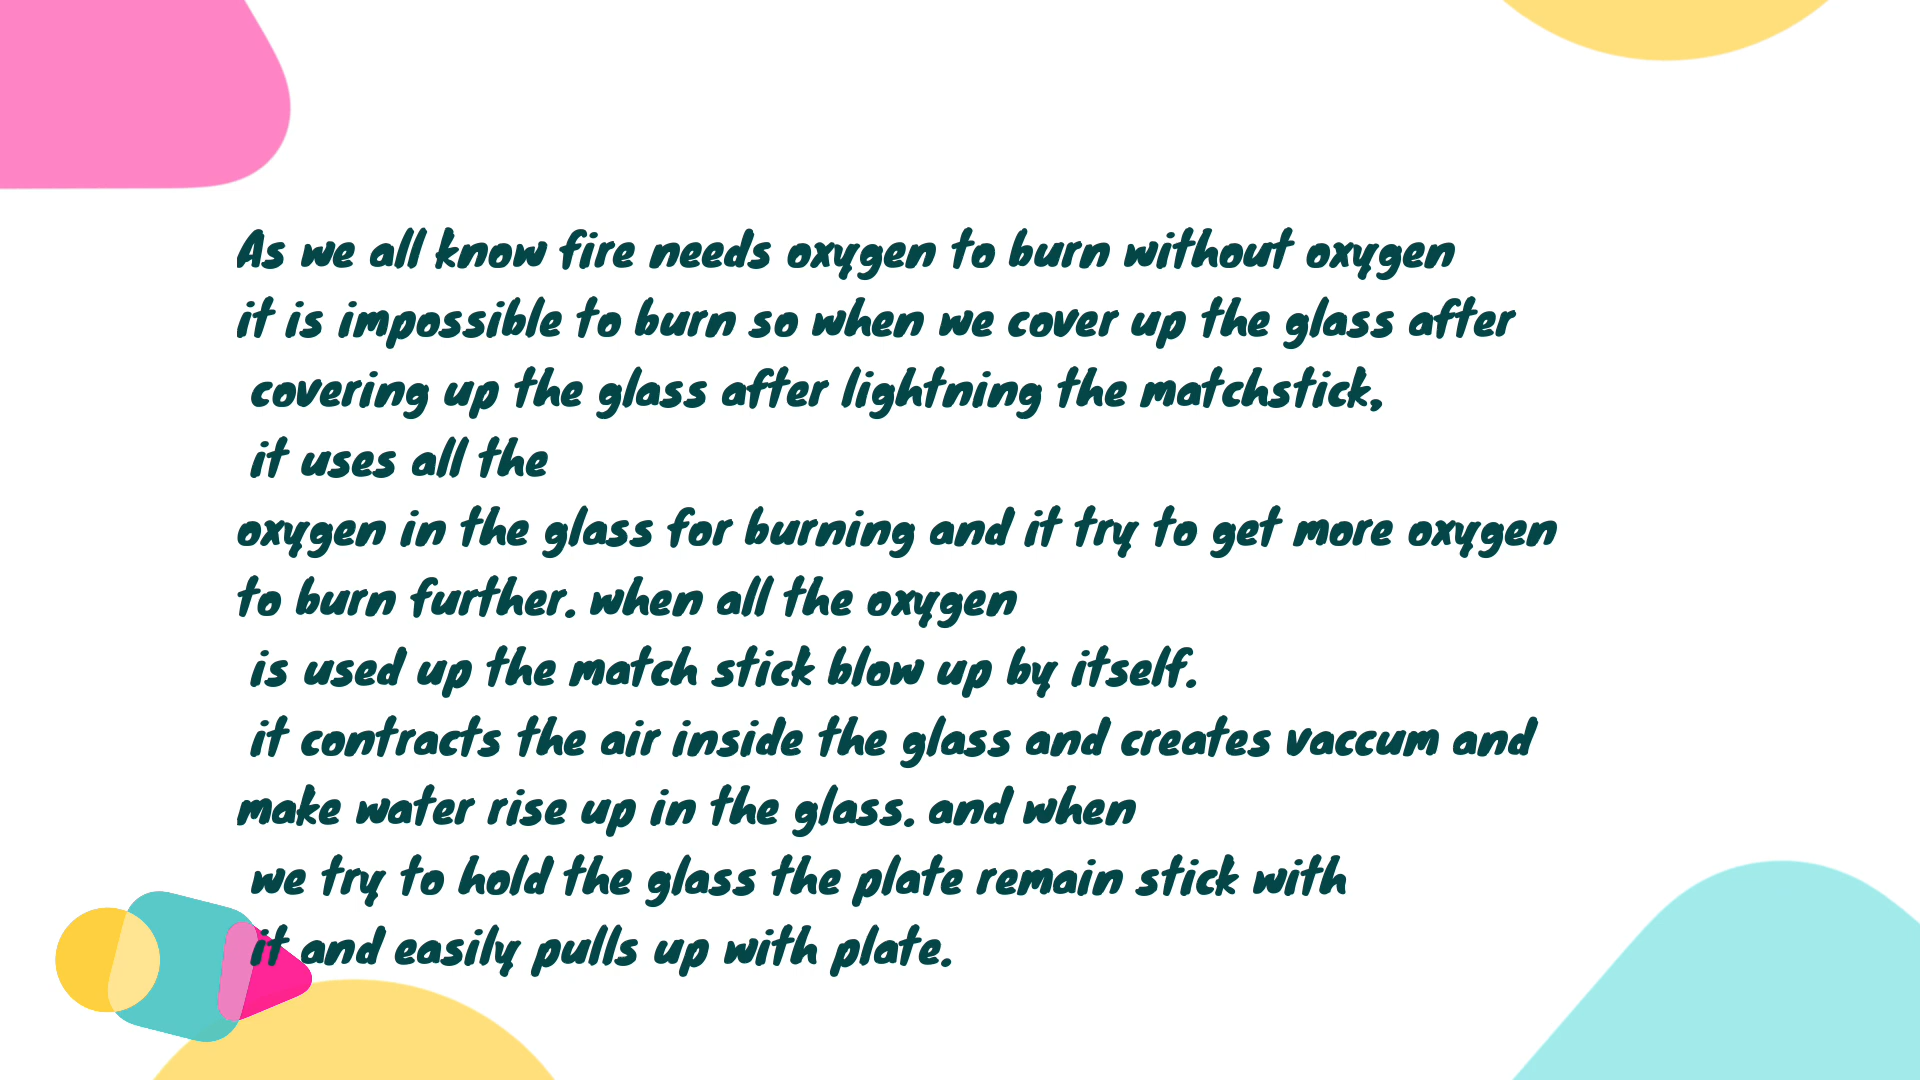 As we all know fire needs oxygen to burn without oxygen
it is impossible to burn so when we cover up the glass after
covering up the glass after lightning the matchstick,
it uses all the
oxygen in the glass for burning and it try to get more oxygen
to burn further. when all the oxygen
is used up the match stick blow up by itself.
it contracts the air inside the glass and creates vaccum and
make water rise up in the glass. and when
we try to hold the glass the plate remain stick with
it and easily pulls up with plate.